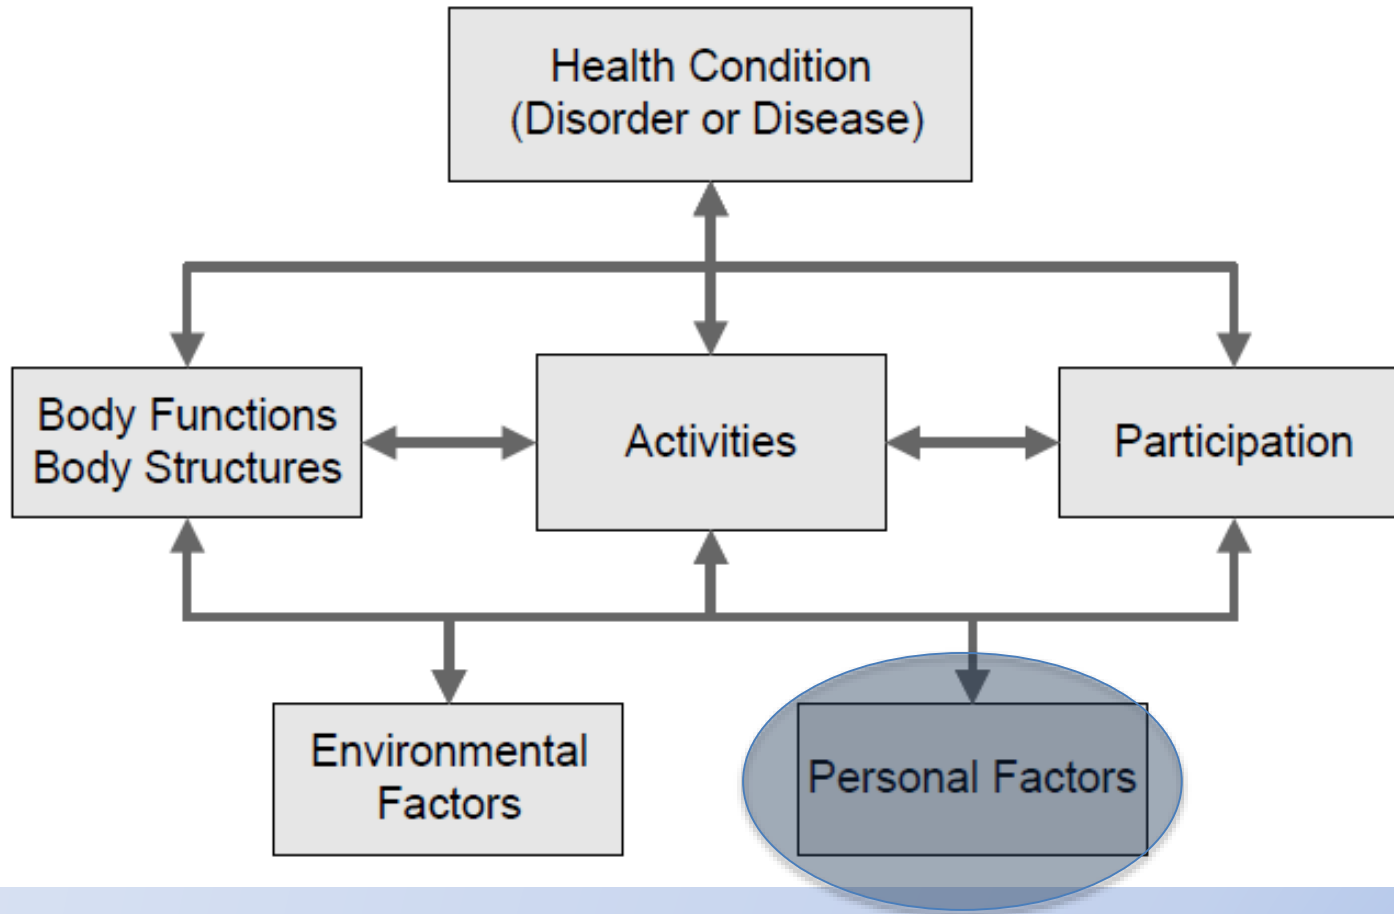 Health Condition
(Disorder or Disease)
Body Functions
Body Structures
Activities
Participation
Environmental
Factors
Personal Factors